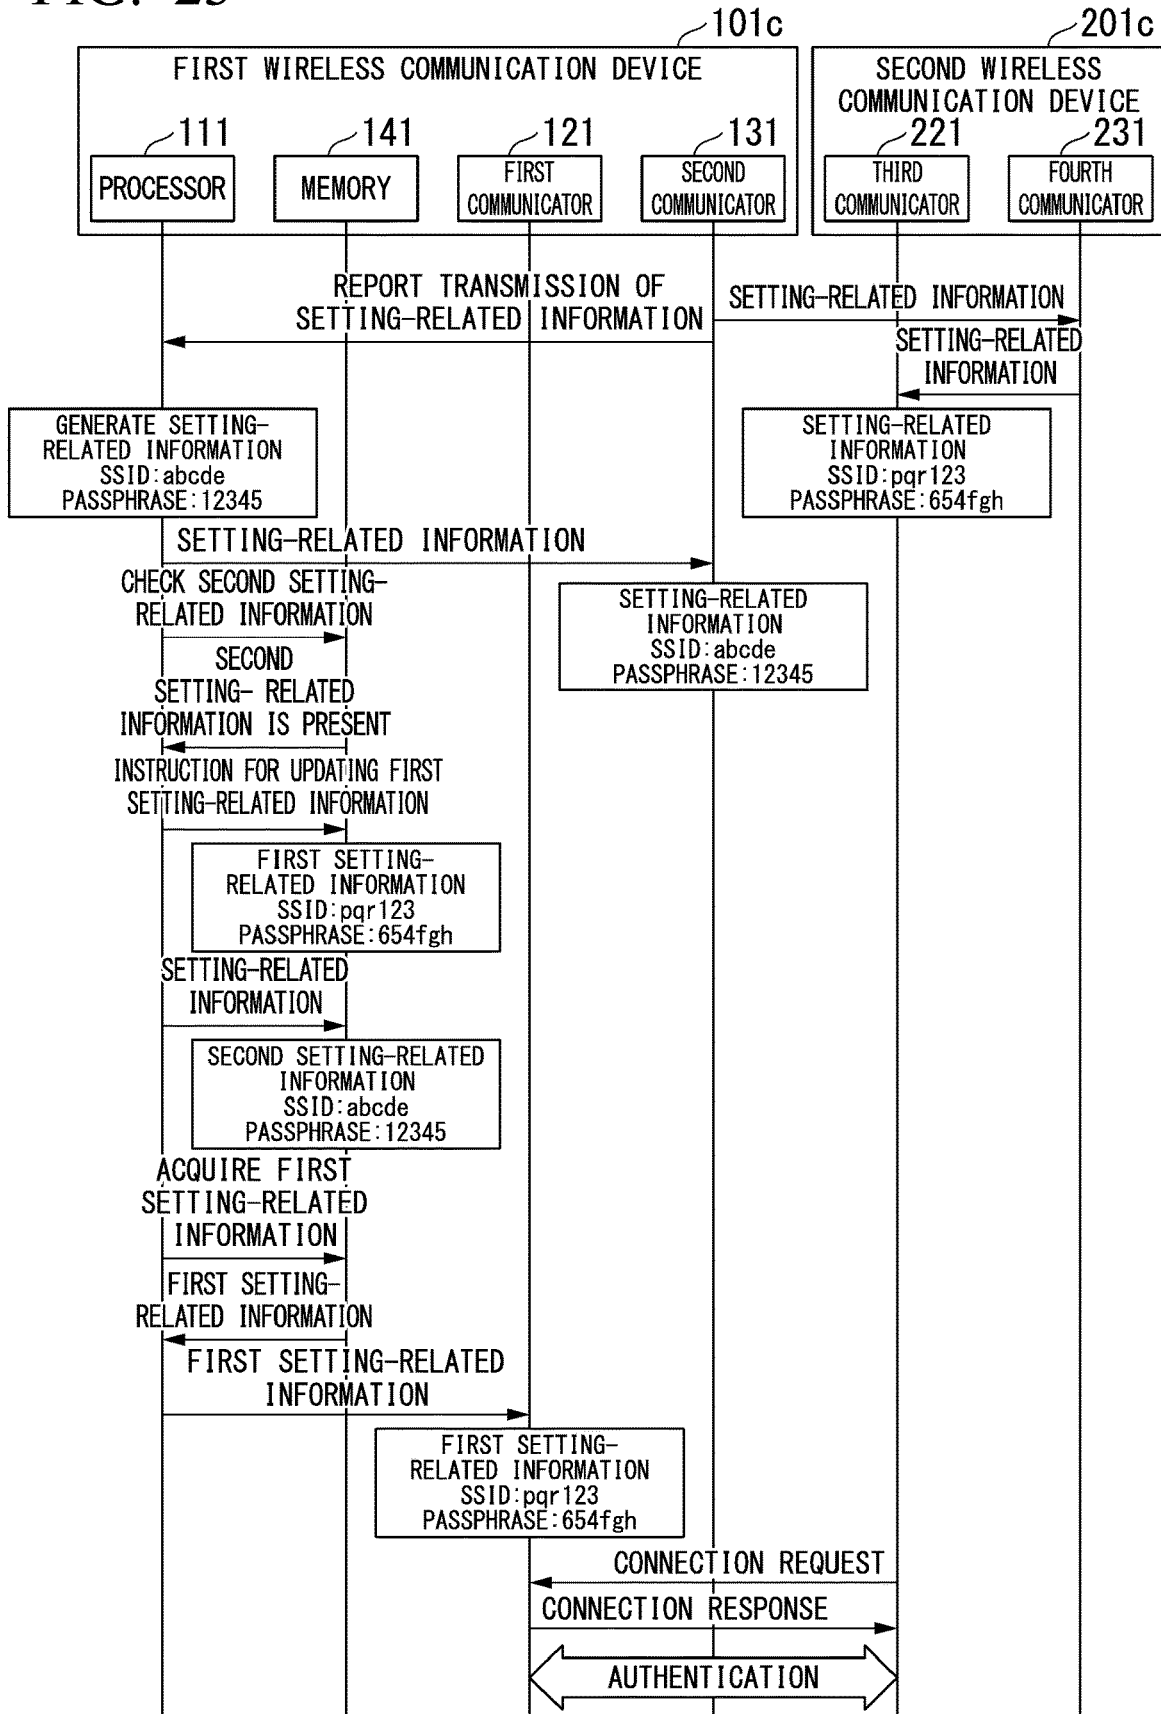 FIG. 23
101c
201c
FIRST WIRELESS COMMUNICATION DEVICE
SECOND WIRELESS
COMMUNICATION DEVICE
111
141
121
131
221
231
PROCESSOR
MEMORY
FIRST
COMMUNICATOR
SECOND
COMMUNICATOR
THIRD
COMMUNICATOR
FOURTH
COMMUNICATOR
REPORT TRANSMISSION OF
SETTING-RELATED INFORMATION
SETTING-RELATED INFORMATION
SETTING-RELATED
INFORMATION
GENERATE SETTING-
RELATED INFORMATION
SSID:abcde
PASSPHRASE:12345
SETTING-RELATED
INFORMATION
SSID:pqr123
PASSPHRASE:654fgh
SETTING-RELATED INFORMATION
CHECK SECOND SETTING-
RELATED INFORMATION
SETTING-RELATED
INFORMATION
SSID:abcde
PASSPHRASE:12345
SECOND
SETTING- RELATED
INFORMATION IS PRESENT
INSTRUCTION FOR UPDATING FIRST
SETTING-RELATED INFORMATION
FIRST SETTING-
RELATED INFORMATION
SSID:pqr123
PASSPHRASE:654fgh
SETTING-RELATED
INFORMATION
SECOND SETTING-RELATED
INFORMATION
SSID:abcde
PASSPHRASE:12345
ACQUIRE FIRST
SETTING-RELATED
INFORMATION
FIRST SETTING-
RELATED INFORMATION
FIRST SETTING-RELATED
INFORMATION
FIRST SETTING-
RELATED INFORMATION
SSID:pqr123
PASSPHRASE:654fgh
CONNECTION REQUEST
CONNECTION RESPONSE
AUTHENTICATION